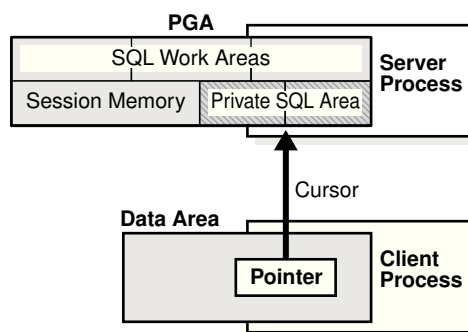 PGA
SQL Work Areas
Server
Process
Session Memory
Private SQL Area
Cursor
Data Area
Pointer
Client
Process